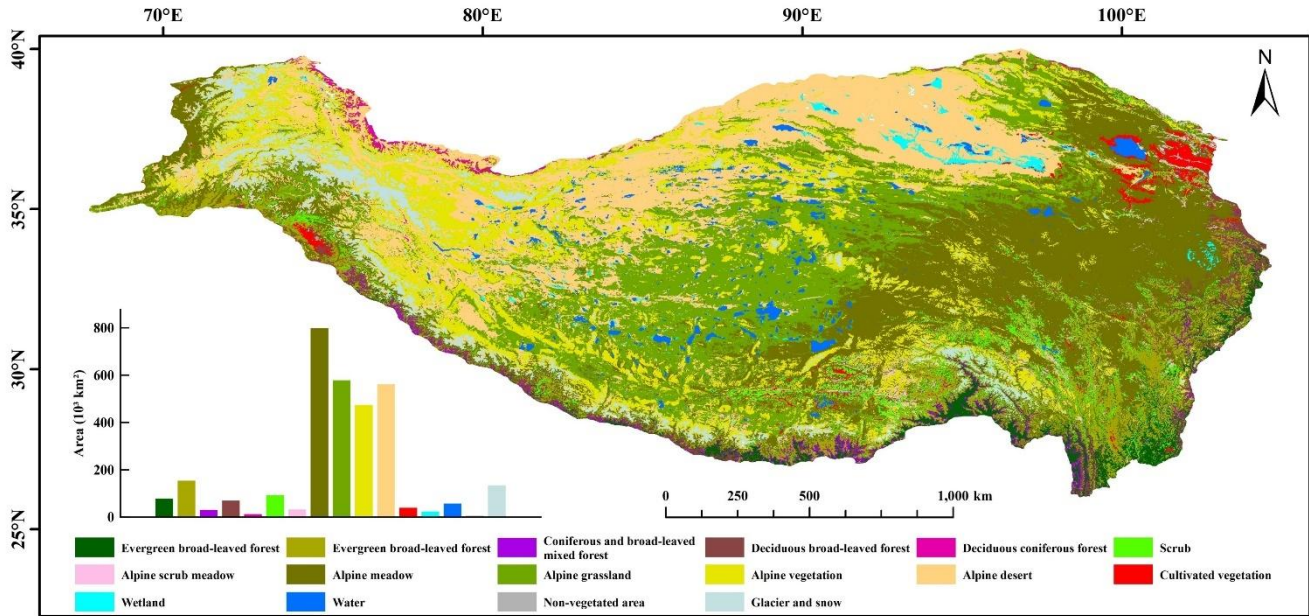 70°E 80°E 90°E 100°E
40°N
N
35°N
30°N
25°N
Area (10³ km²)
800
600
400
200
0
0 250 500 1,000 km
Evergreen broad-leaved forest Evergreen broad-leaved forest Coniferous and broad-leaved mixed forest Deciduous broad-leaved forest Deciduous coniferous forest Scrub
Alpine scrub meadow Alpine meadow Alpine grassland Alpine vegetation Alpine desert Cultivated vegetation
Wetland Water Non-vegetated area Glacier and snow